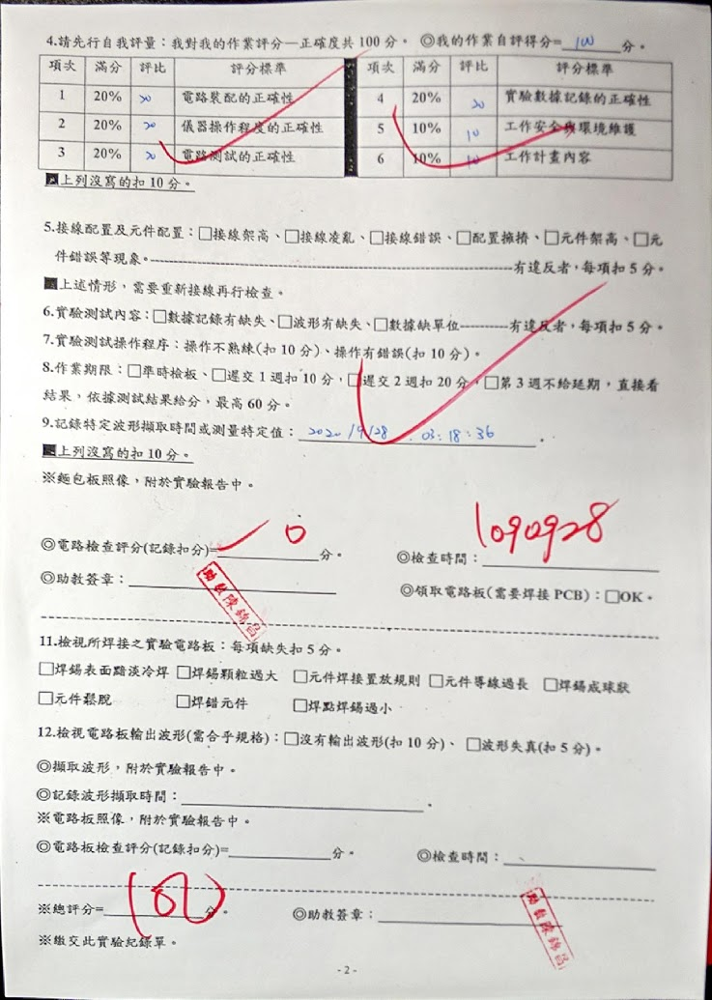 4.請先行自我評量：我對我的作業評分—正確度共 100 分。 ◎我的作業自評得分= 100 分。
項次 滿分 評比 評分標準 項次 滿分 評比 評分標準
1 20% 20 電路裝配的正確性 4 20% 20 實驗數據記錄的正確性
2 20% 20 儀器操作程度的正確性 5 10% 10 工作安全與環境維護
3 20% 20 電路測試的正確性 6 10% 10 工作計畫內容
上列沒寫的扣 10 分。
5.接線配置及元件配置：□接線架高、□接線凌亂、□接線錯誤、□配置擁擠、□元件架高、□元
件錯誤等現象。------------有違反者，每項扣 5 分。
上述情形，需要重新接線再行檢查。
6.實驗測試內容：□數據記錄有缺失、□波形有缺失、□數據缺單位----------有違反者，每項扣 5 分。
7.實驗測試操作程序：操作不熟練(扣 10 分)、操作有錯誤(扣 10 分)。
8.作業期限：□準時檢板、□遲交 1 週扣 10 分，□遲交 2 週扣 20 分，□第 3 週不給延期，直接看
結果，依據測試結果給分，最高 60 分。
9.記錄特定波形擷取時間或測量特定值：2020/9/28 . 03:18:36 。
上列沒寫的扣 10 分。
※麵包板照像，附於實驗報告中。
◎電路檢查評分(記錄扣分)= 0 分。 ◎檢查時間：1090928
◎助教簽章：助教陳錦昌 ◎領取電路板(需要焊接 PCB)：□OK。
11.檢視所焊接之實驗電路板：每項缺失扣 5 分。
□焊錫表面黯淡冷焊 □焊錫顆粒過大 □元件焊接置放規則 □元件導線過長 □焊錫成球狀
□元件鬆脫 □焊錯元件 □焊點焊錫過小
12.檢視電路板輸出波形(需合乎規格)：□沒有輸出波形(扣 10 分)、 □波形失真(扣 5 分)。
◎擷取波形，附於實驗報告中。
◎記錄波形擷取時間：。
※電路板照像，附於實驗報告中。
◎電路板檢查評分(記錄扣分)= 分。 ◎檢查時間：
※總評分= 分。 ◎助教簽章：助教陳錦昌
※繳交此實驗紀錄單。
- 2 -